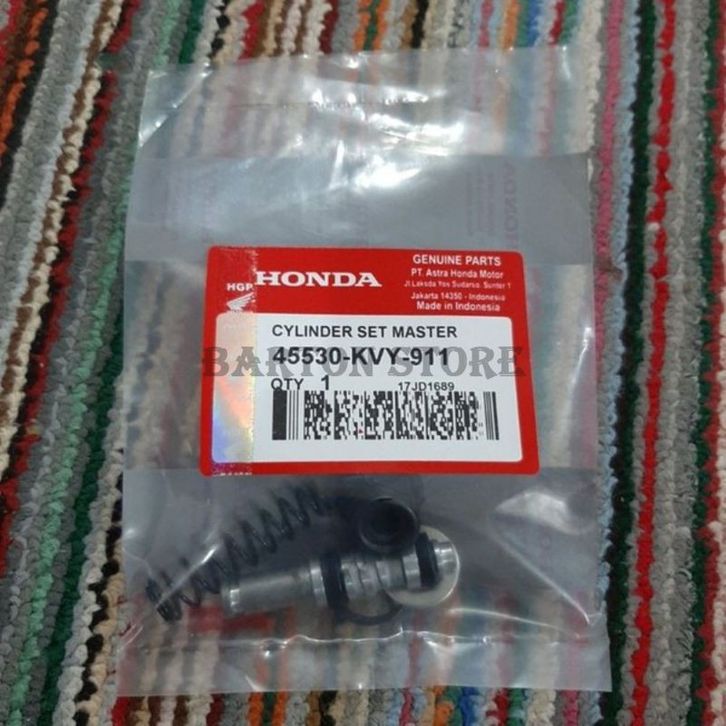 GENUINE PARTS
PT. Astra Honda Motor
Jl.Laksda Yos Sudarso. Sunter 1
Jakarta 14350 - Indonesia
Made in Indonesia
HGP HONDA
CYLINDER SET MASTER
45530-KVY-911
BARTON STORE
QTY 1
17JD1689
HONDA